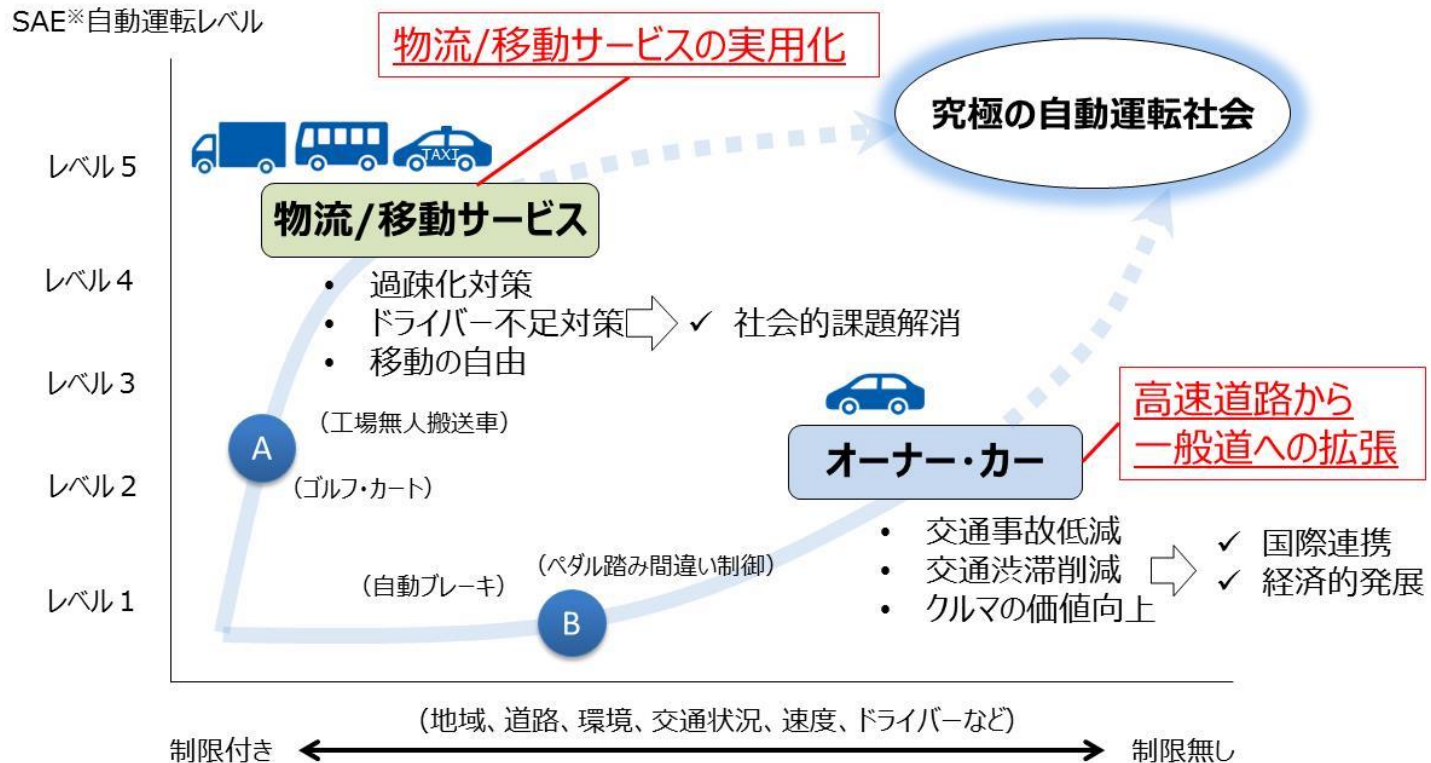 SAE※自動運転レベル
物流/移動サービスの実用化
究極の自動運転社会
レベル5
TAXI
物流/移動サービス
レベル4
• 過疎化対策
• ドライバー不足対策
• 移動の自由
✓ 社会的課題解消
レベル3
高速道路から
一般道への拡張
A
(工場無人搬送車)
オーナー・カー
レベル2
(ゴルフ・カート)
• 交通事故低減
• 交通渋滞削減
• クルマの価値向上
✓ 国際連携
✓ 経済的発展
(ペダル踏み間違い制御)
(自動ブレーキ)
レベル1
B
(地域、道路、環境、交通状況、速度、ドライバーなど)
制限付き
制限無し